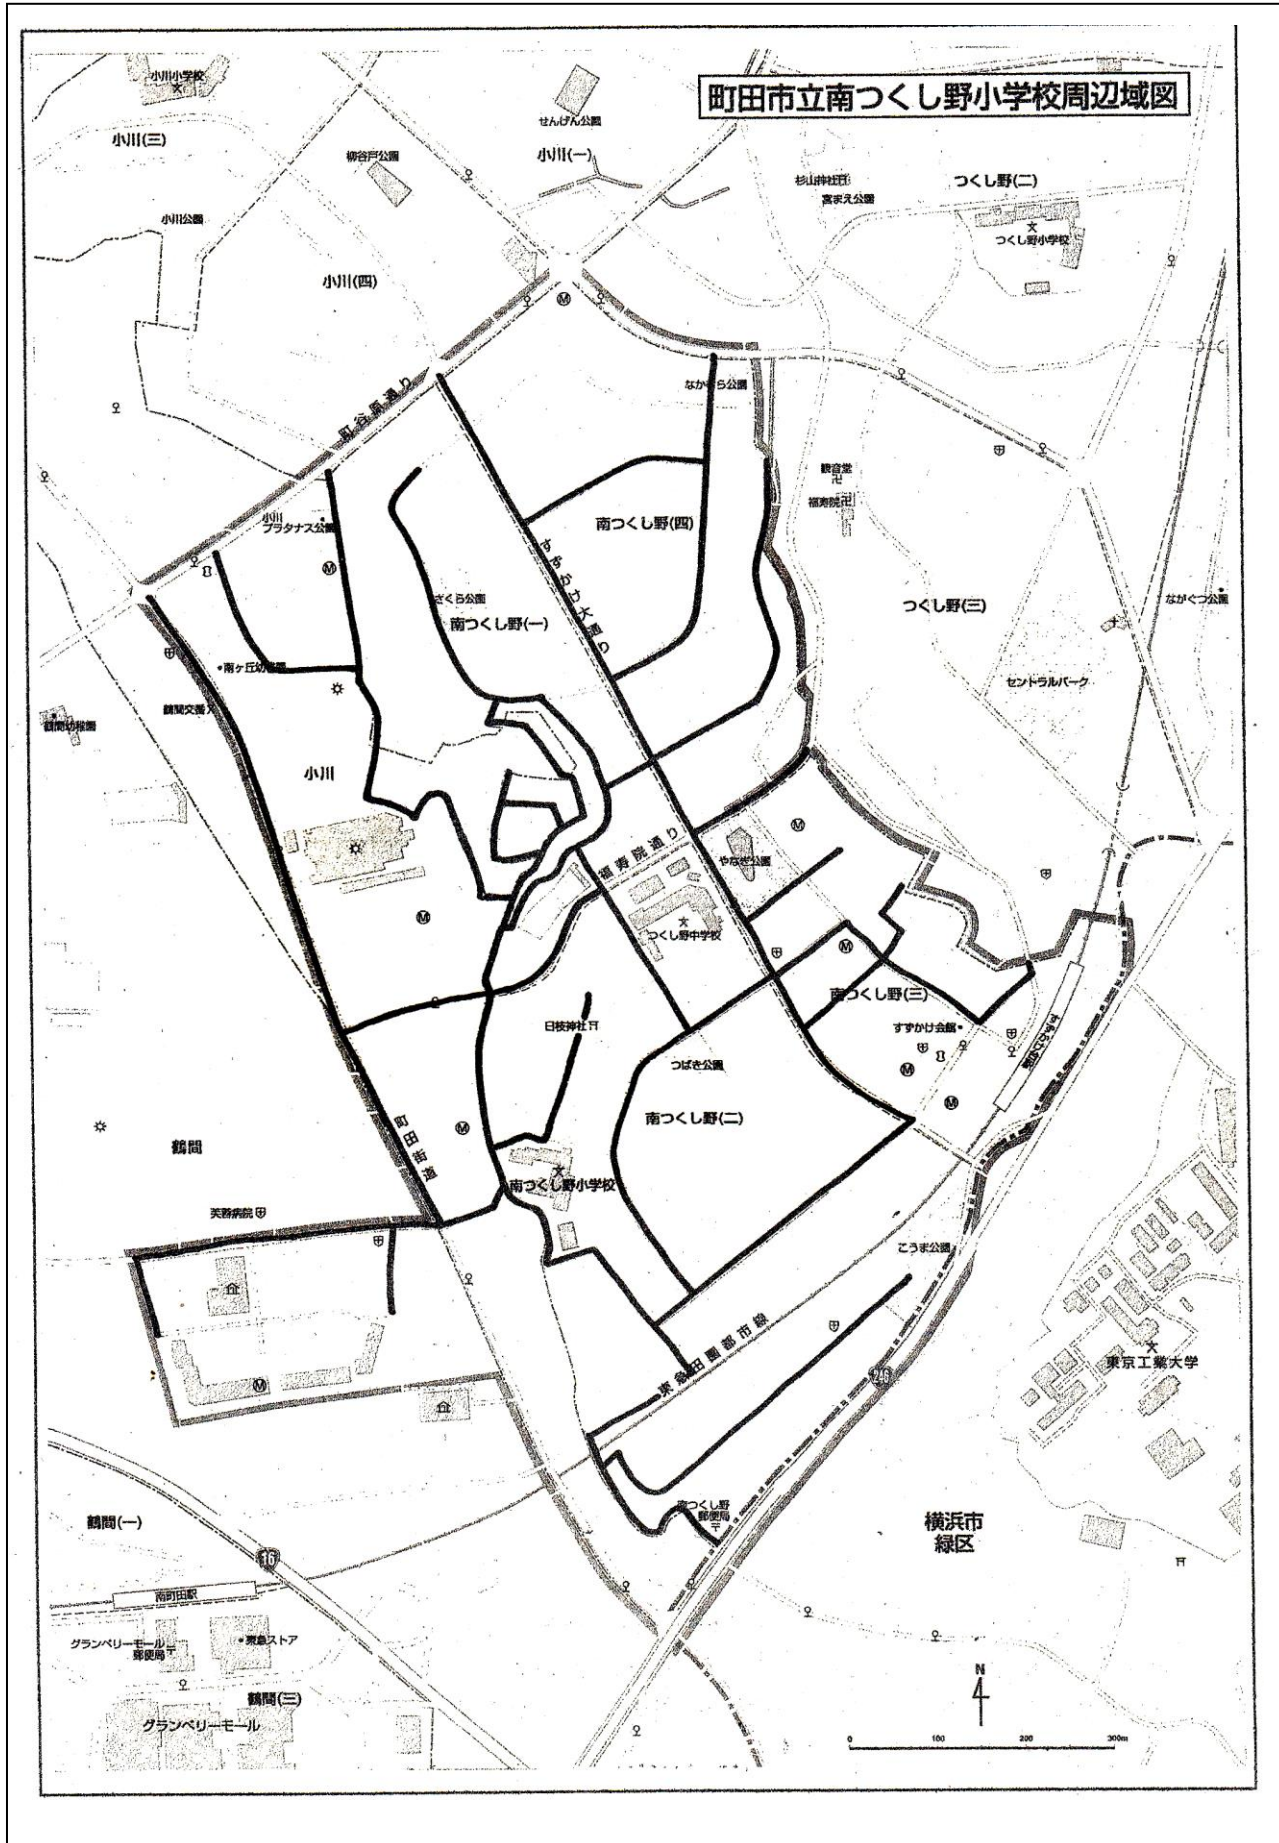 町田市立南つくし野小学校周辺域図
小川小学校
小川(三)
せんげん公園
柳谷戸公園
小川(一)
杉山神社
宮まえ公園
つくし野(二)
つくし野小学校
小川公園
小川(四)
町谷原通り
観音堂
福寿院
小川
プラタナス公園
南つくし野(四)
すずかけ大通り
さくら公園
南つくし野(一)
つくし野(三)
ながぐつ公園
南ヶ丘幼稚園
鶴間交番
鶴間幼稚園
セントラルパーク
小川
福寿院通り
やなぎ公園
つくし野中学校
南つくし野(三)
すずかけ会館
日枝神社
つばき公園
南つくし野(二)
町田街道
鶴間
南つくし野小学校
こうま公園
東急田園都市線
246
東京工業大学
南つくし野
郵便局
横浜市
緑区
鶴間(一)
16
南町田駅
グランベリーモール
郵便局
東急ストア
鶴間(三)
グランベリーモール
N
0 100 200 300m